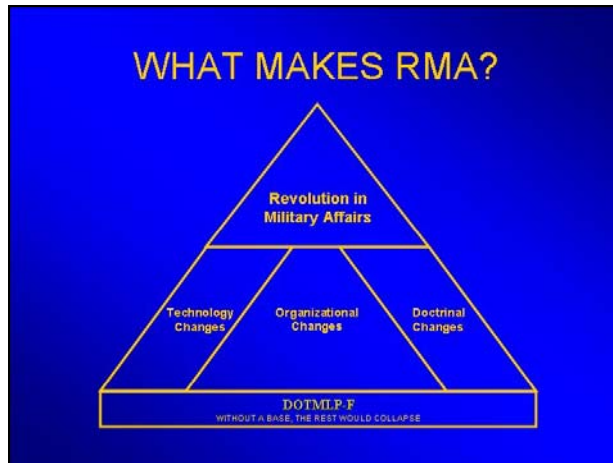 WHAT MAKES RMA?
Revolution in
Military Affairs
Technology
Changes
Organizational
Changes
Doctrinal
Changes
DOTMLP-F
WITHOUT A BASE, THE REST WOULD COLLAPSE